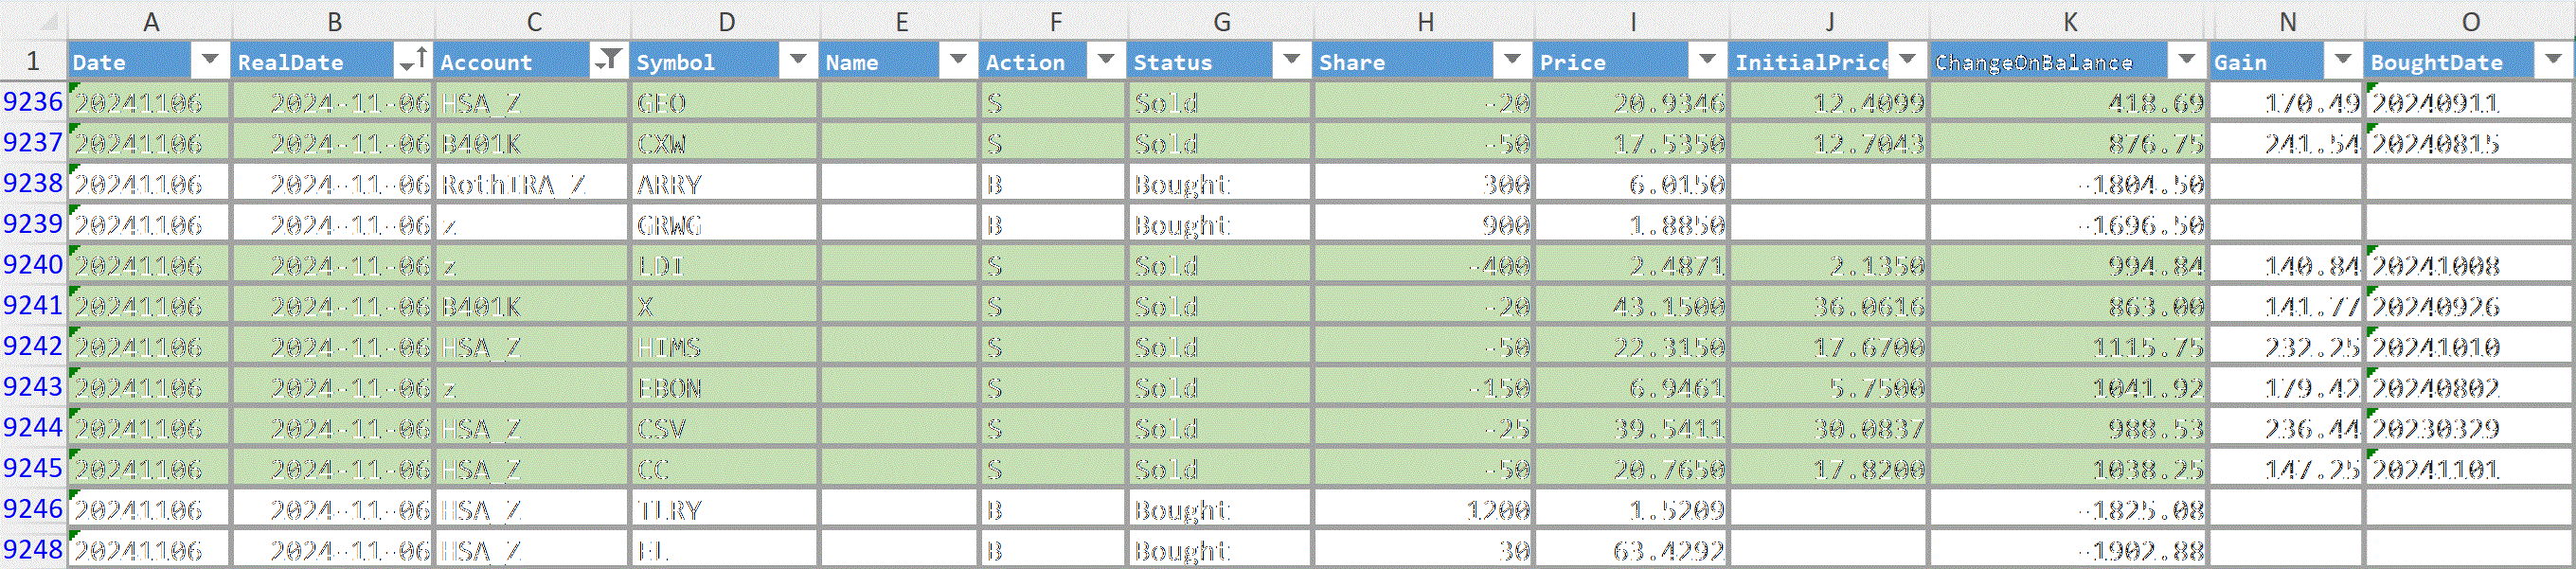 A B C D E F G H I J K N O
1 Date RealDate Account Symbol Name Action Status Share Price InitialPrice ChangeOnBalance Gain BoughtDate
9236 20241106 2024-11-06 HSA_Z GEO S Sold -20 20.9346 12.4099 418.69 170.49 20240911
9237 20241106 2024-11-06 B401K CXW S Sold -50 17.5350 12.7043 876.75 241.54 20240815
9238 20241106 2024-11-06 RothIRA_Z ARRY B Bought 300 6.0150 -1804.50
9239 20241106 2024-11-06 z GRWG B Bought 900 1.8850 -1696.50
9240 20241106 2024-11-06 z LDI S Sold -400 2.4871 2.1350 994.84 140.84 20241008
9241 20241106 2024-11-06 B401K X S Sold -20 43.1500 36.0616 863.00 141.77 20240926
9242 20241106 2024-11-06 HSA_Z HIMS S Sold -50 22.3150 17.6700 1115.75 232.25 20241010
9243 20241106 2024-11-06 z EBON S Sold -150 6.9461 5.7500 1041.92 179.42 20240802
9244 20241106 2024-11-06 HSA_Z CSV S Sold -25 39.5411 30.0837 988.53 236.44 20230329
9245 20241106 2024-11-06 HSA_Z CC S Sold -50 20.7650 17.8200 1038.25 147.25 20241101
9246 20241106 2024-11-06 HSA_Z TLRY B Bought 1200 1.5209 -1825.08
9248 20241106 2024-11-06 HSA_Z EL B Bought 30 63.4292 -1902.88